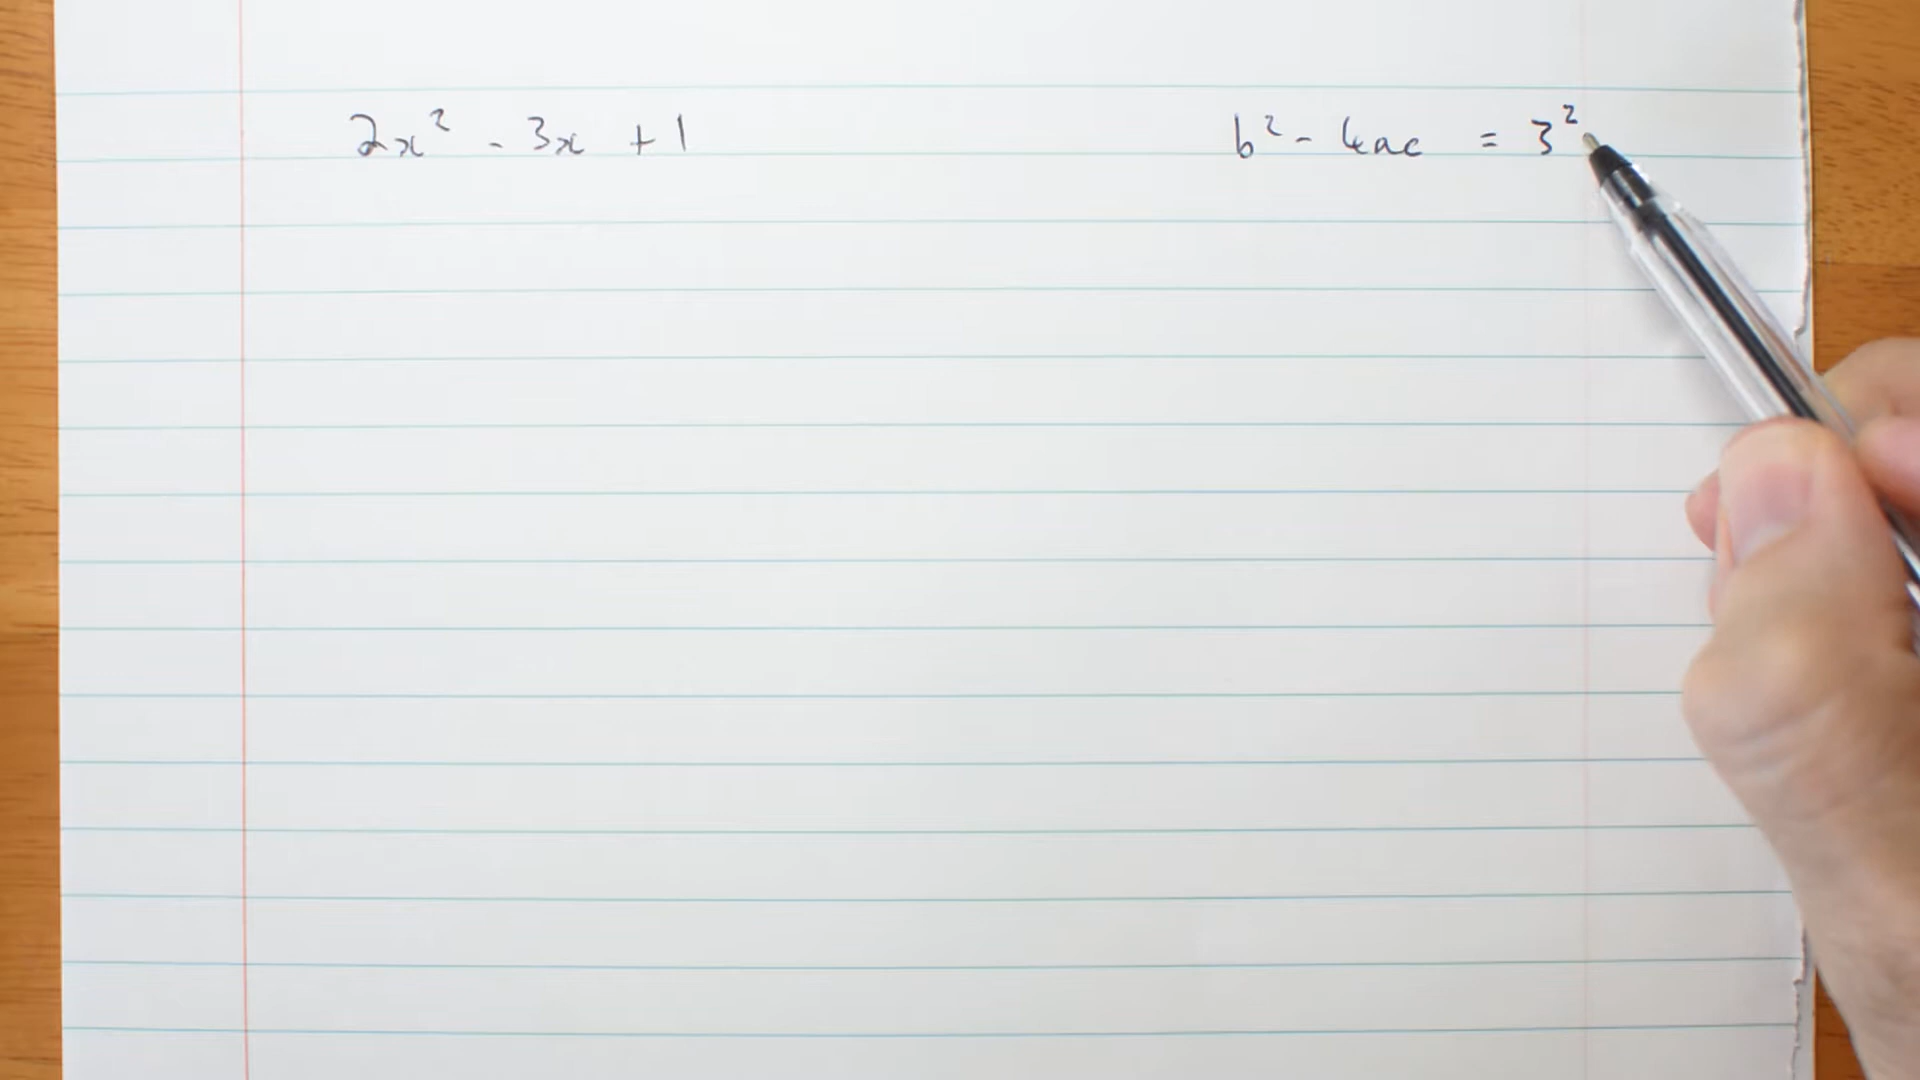 2x² - 3x + 1
b² - 4ac = 3²